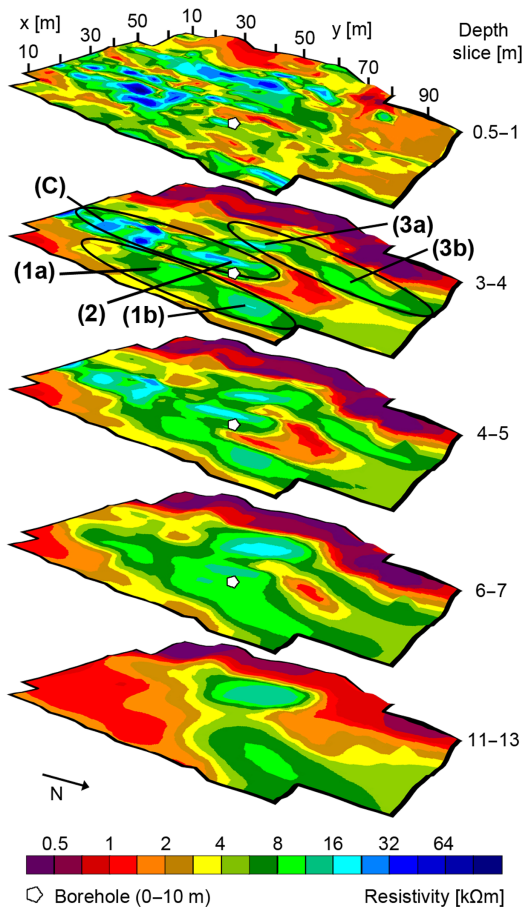 x [m] y [m] Depth
slice [m]
10 30 50 10 30 50 70 90
0.5–1
(C) (3a)
(3b)
(1a)
3–4
(2) (1b)
4–5
6–7
11–13
N
0.5 1 2 4 8 16 32 64
Borehole (0–10 m) Resistivity [kΩm]